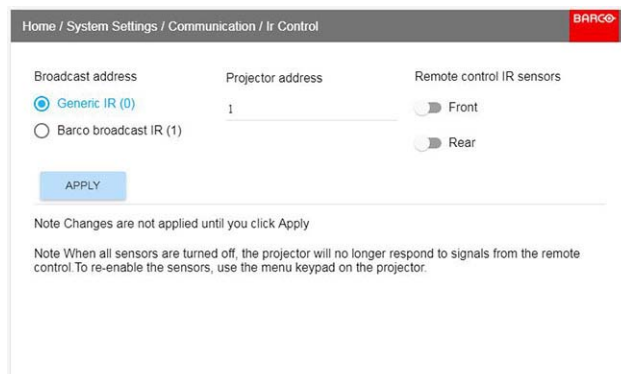 Home / System Settings / Communication / Ir Control
BARCO
Broadcast address
Projector address
Remote control IR sensors
Generic IR (0)
1
Front
Barco broadcast IR (1)
Rear
APPLY
Note Changes are not applied until you click Apply
Note When all sensors are turned off, the projector will no longer respond to signals from the remote
control.To re-enable the sensors, use the menu keypad on the projector.